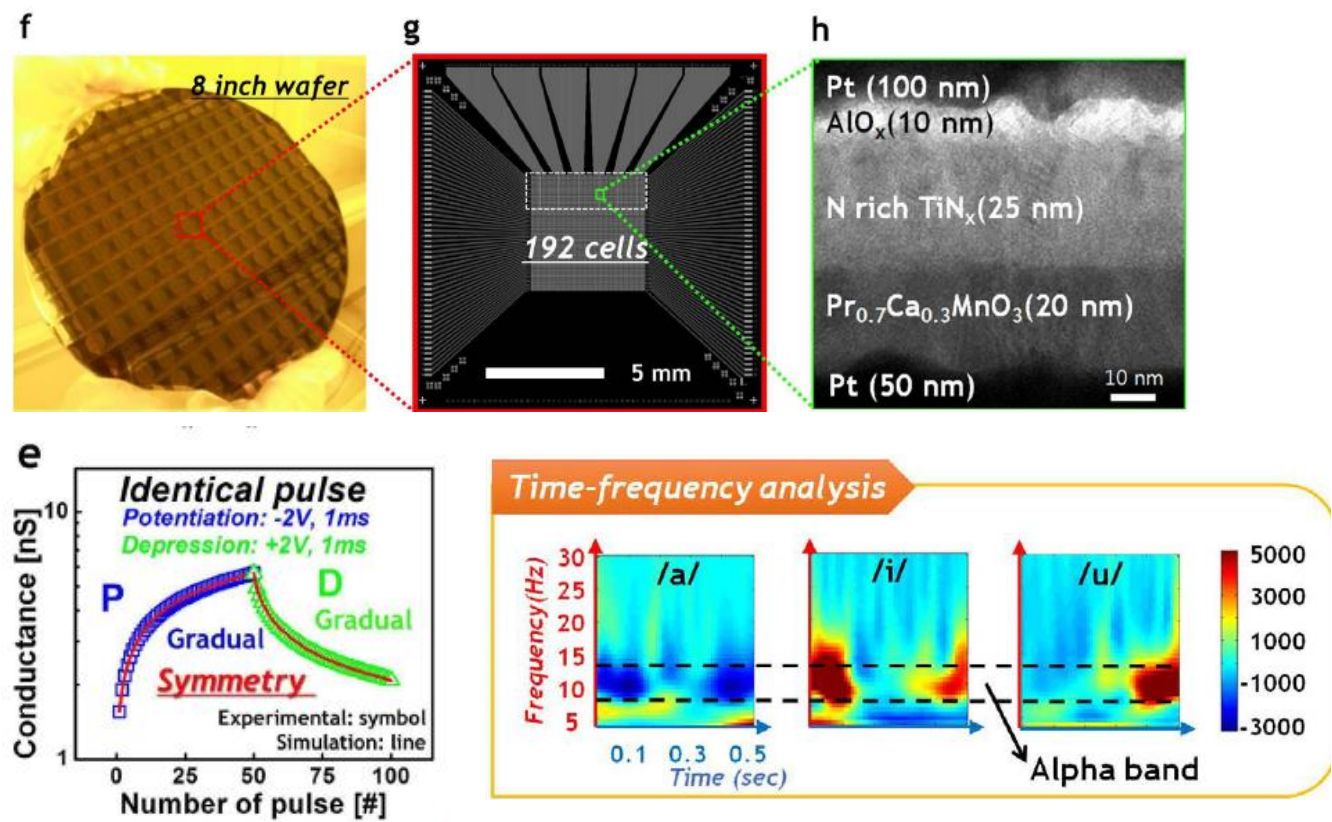 f
8 inch wafer
g
192 cells
5 mm
h
Pt (100 nm)
AlOₓ(10 nm)
N rich TiNₓ(25 nm)
Pr₀.₇Ca₀.₃MnO₃(20 nm)
Pt (50 nm)
10 nm
e
Identical pulse
Potentiation: -2V, 1ms
Depression: +2V, 1ms
P
D
Gradual
Gradual
Symmetry
Experimental: symbol
Simulation: line
Conductance [nS]
10
1
0 25 50 75 100
Number of pulse [#]
Time-frequency analysis
Frequency(Hz)
30
25
20
15
10
5
/a/
/i/
/u/
0.1 0.3 0.5
Time (sec)
Alpha band
5000
3000
1000
-1000
-3000